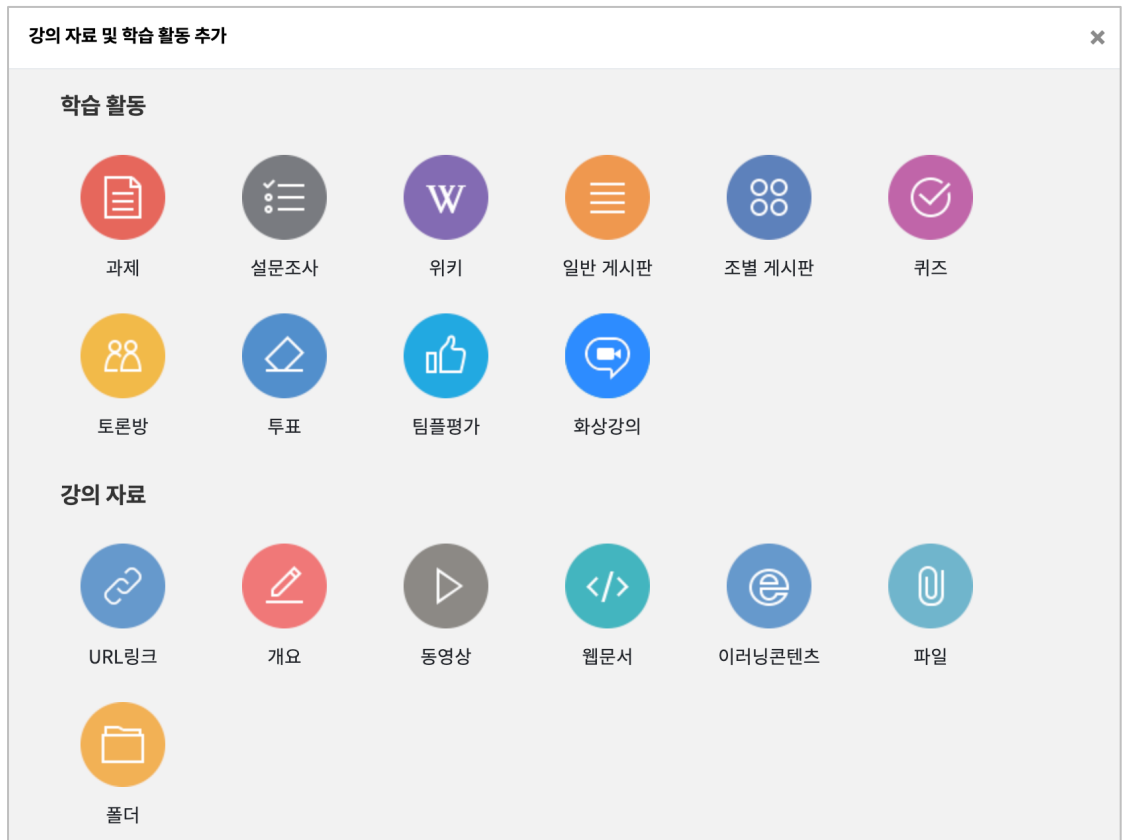 강의 자료 및 학습 활동 추가
학습 활동
과제 설문조사 위키 일반 게시판 조별 게시판 퀴즈
토론방 투표 팀플평가 화상강의
강의 자료
URL링크 개요 동영상 웹문서 이러닝콘텐츠 파일
폴더